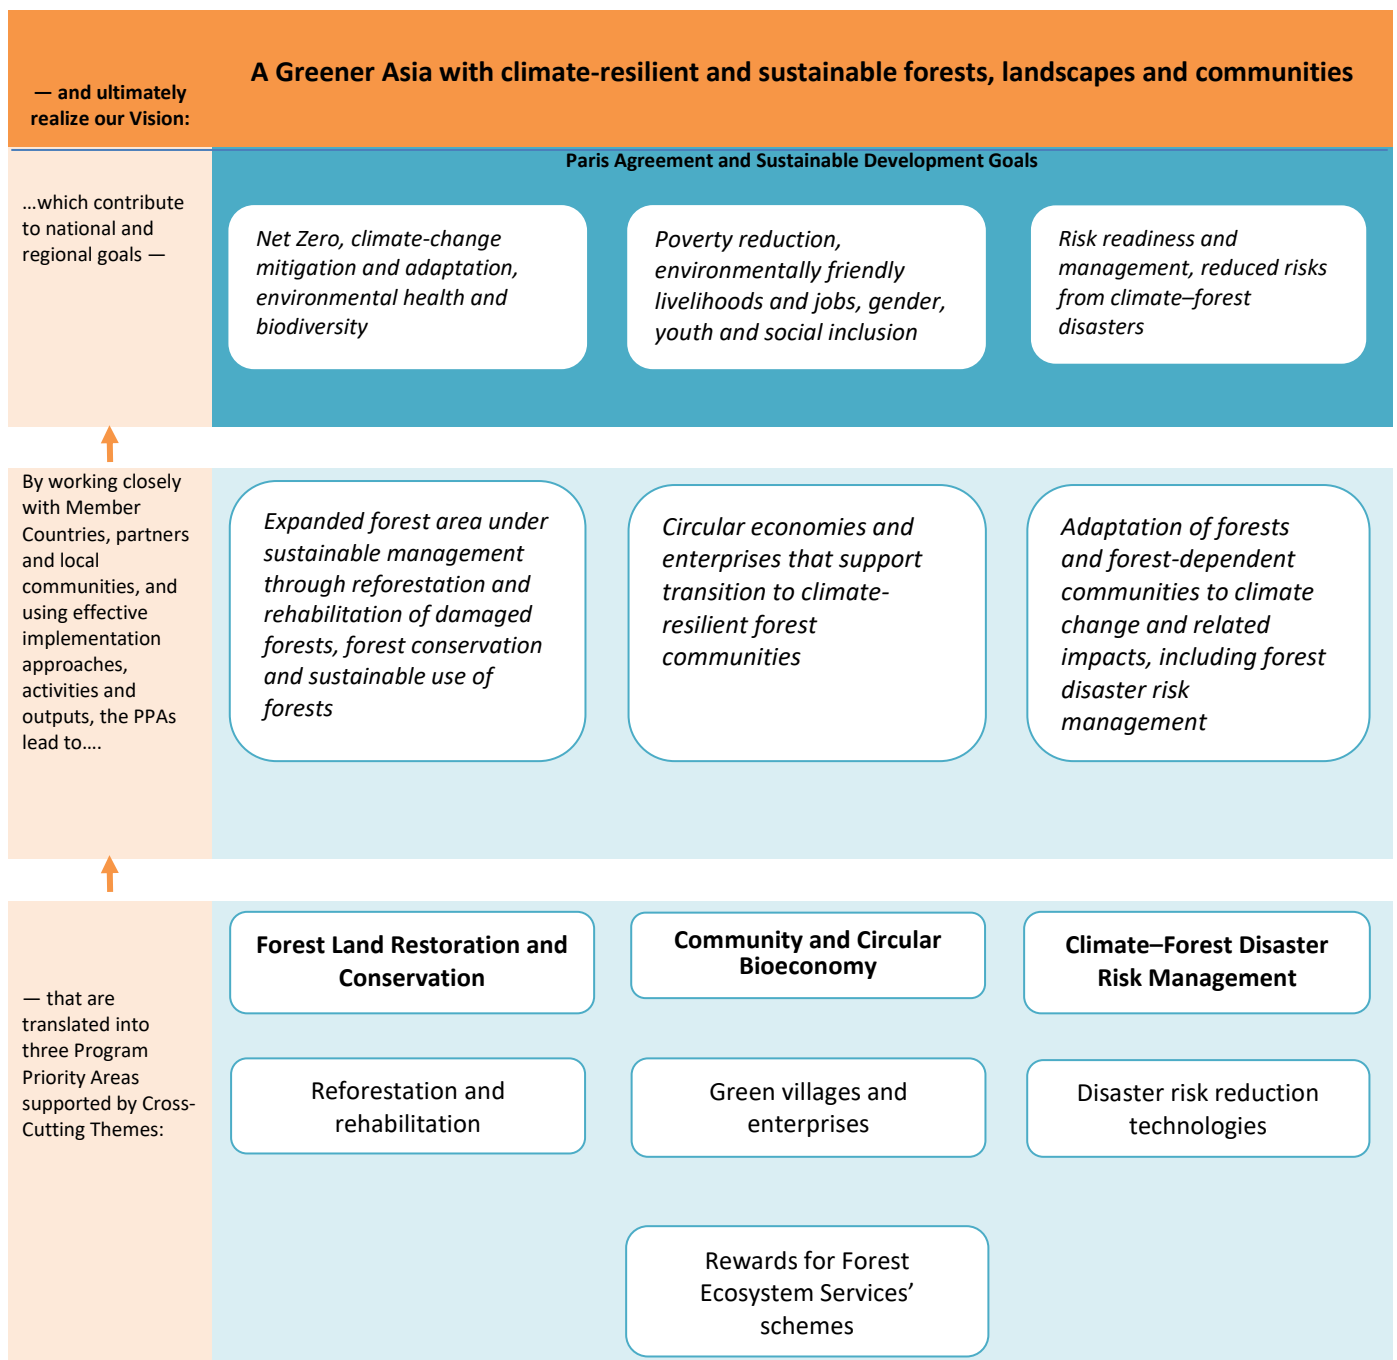 A Greener Asia with climate-resilient and sustainable forests, landscapes and communities
— and ultimately
realize our Vision:
Paris Agreement and Sustainable Development Goals
…which contribute
to national and
regional goals —
Net Zero, climate-change
mitigation and adaptation,
environmental health and
biodiversity
Poverty reduction,
environmentally friendly
livelihoods and jobs, gender,
youth and social inclusion
Risk readiness and
management, reduced risks
from climate–forest
disasters
By working closely
with Member
Countries, partners
and local
communities, and
using effective
implementation
approaches,
activities and
outputs, the PPAs
lead to….
Expanded forest area under
sustainable management
through reforestation and
rehabilitation of damaged
forests, forest conservation
and sustainable use of
forests
Circular economies and
enterprises that support
transition to climate-
resilient forest
communities
Adaptation of forests
and forest-dependent
communities to climate
change and related
impacts, including forest
disaster risk
management
— that are
translated into
three Program
Priority Areas
supported by Cross-
Cutting Themes:
Forest Land Restoration and
Conservation
Community and Circular
Bioeconomy
Climate–Forest Disaster
Risk Management
Reforestation and
rehabilitation
Green villages and
enterprises
Disaster risk reduction
technologies
Rewards for Forest
Ecosystem Services’
schemes